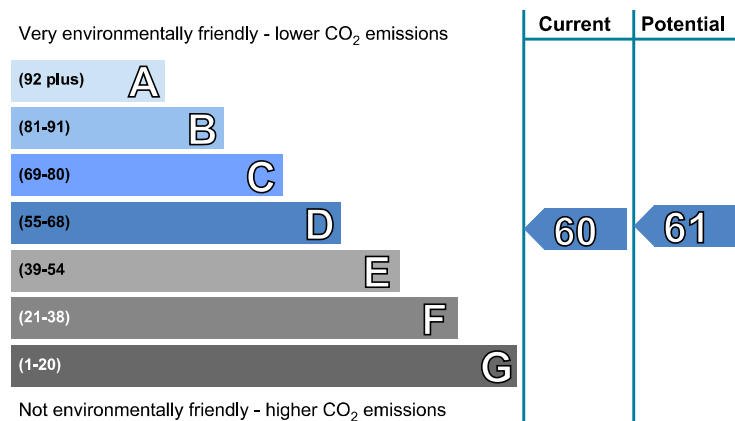 Very environmentally friendly - lower CO₂ emissions
Current
Potential
(92 plus) A
(81-91) B
(69-80) C
(55-68) D
60
61
(39-54 E
(21-38) F
(1-20) G
Not environmentally friendly - higher CO₂ emissions